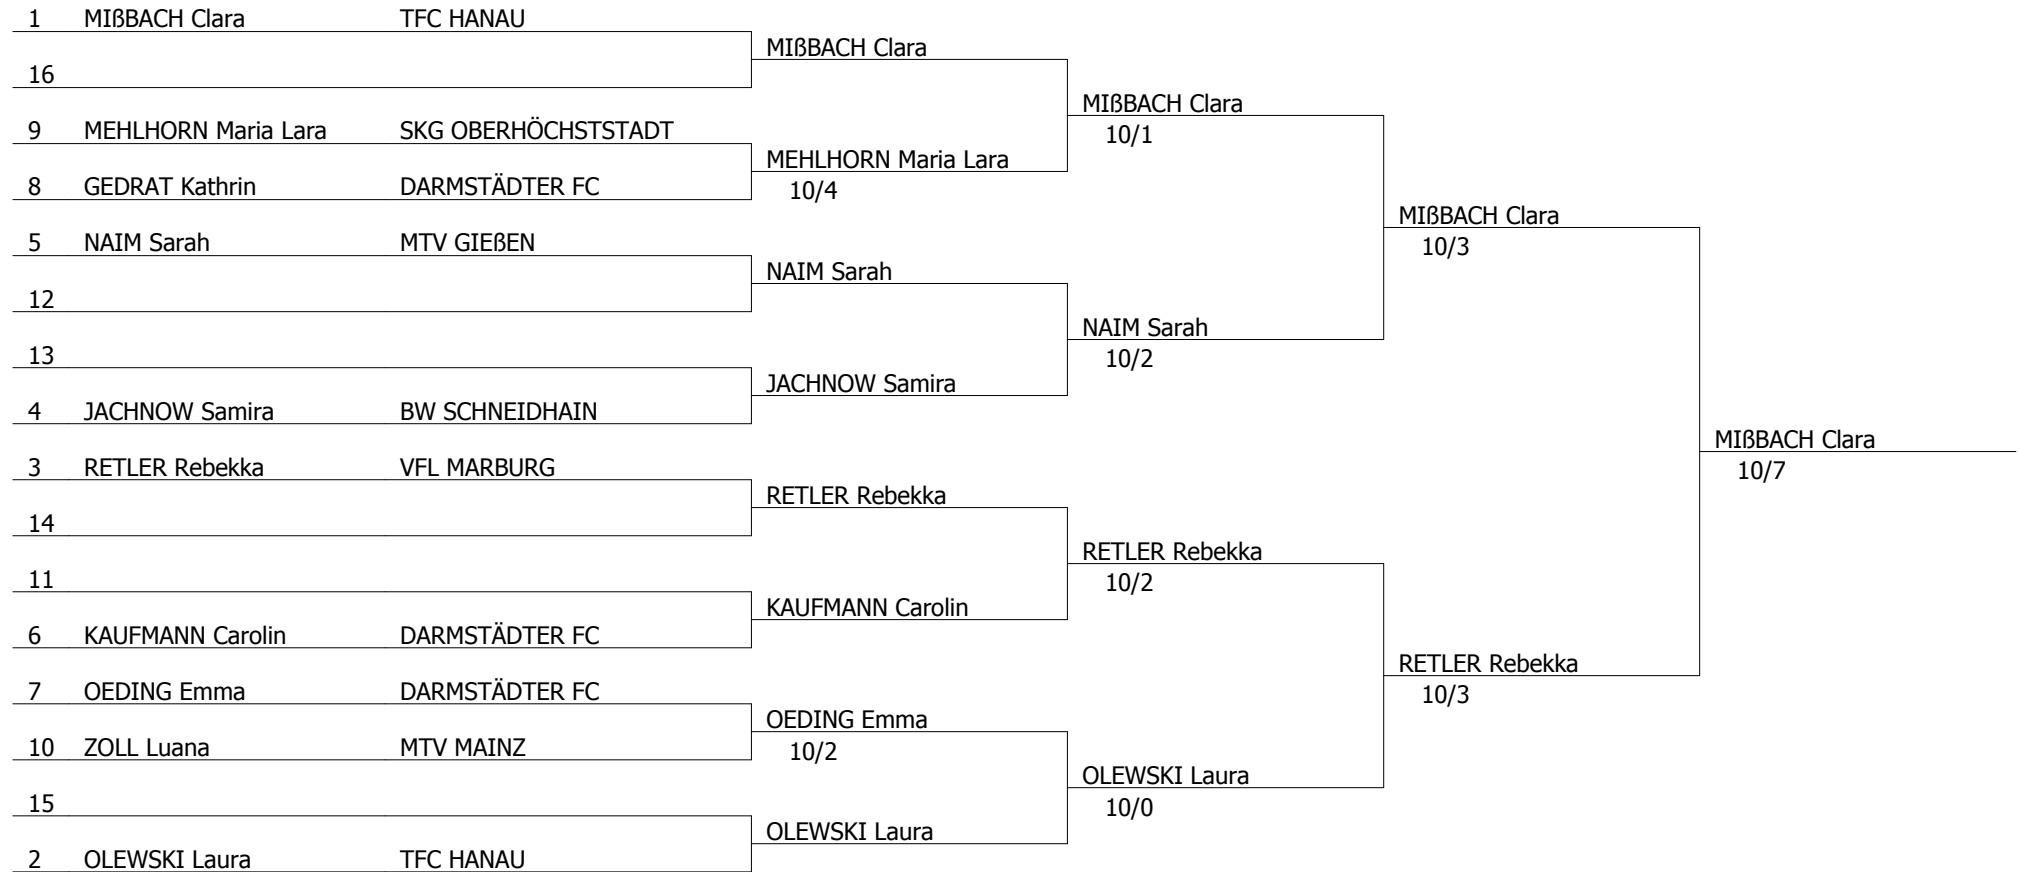 1 MIßBACH Clara TFC HANAU
MIßBACH Clara
16
MIßBACH Clara
10/1
9 MEHLHORN Maria Lara SKG OBERHÖCHSTSTADT
MEHLHORN Maria Lara
10/4
8 GEDRAT Kathrin DARMSTÄDTER FC
MIßBACH Clara
10/3
5 NAIM Sarah MTV GIEßEN
NAIM Sarah
12
NAIM Sarah
10/2
13
JACHNOW Samira
4 JACHNOW Samira BW SCHNEIDHAIN
MIßBACH Clara
10/7
3 RETLER Rebekka VFL MARBURG
RETLER Rebekka
14
RETLER Rebekka
10/2
11
KAUFMANN Carolin
6 KAUFMANN Carolin DARMSTÄDTER FC
RETLER Rebekka
10/3
7 OEDING Emma DARMSTÄDTER FC
OEDING Emma
10/2
10 ZOLL Luana MTV MAINZ
OLEWSKI Laura
10/0
15
OLEWSKI Laura
2 OLEWSKI Laura TFC HANAU